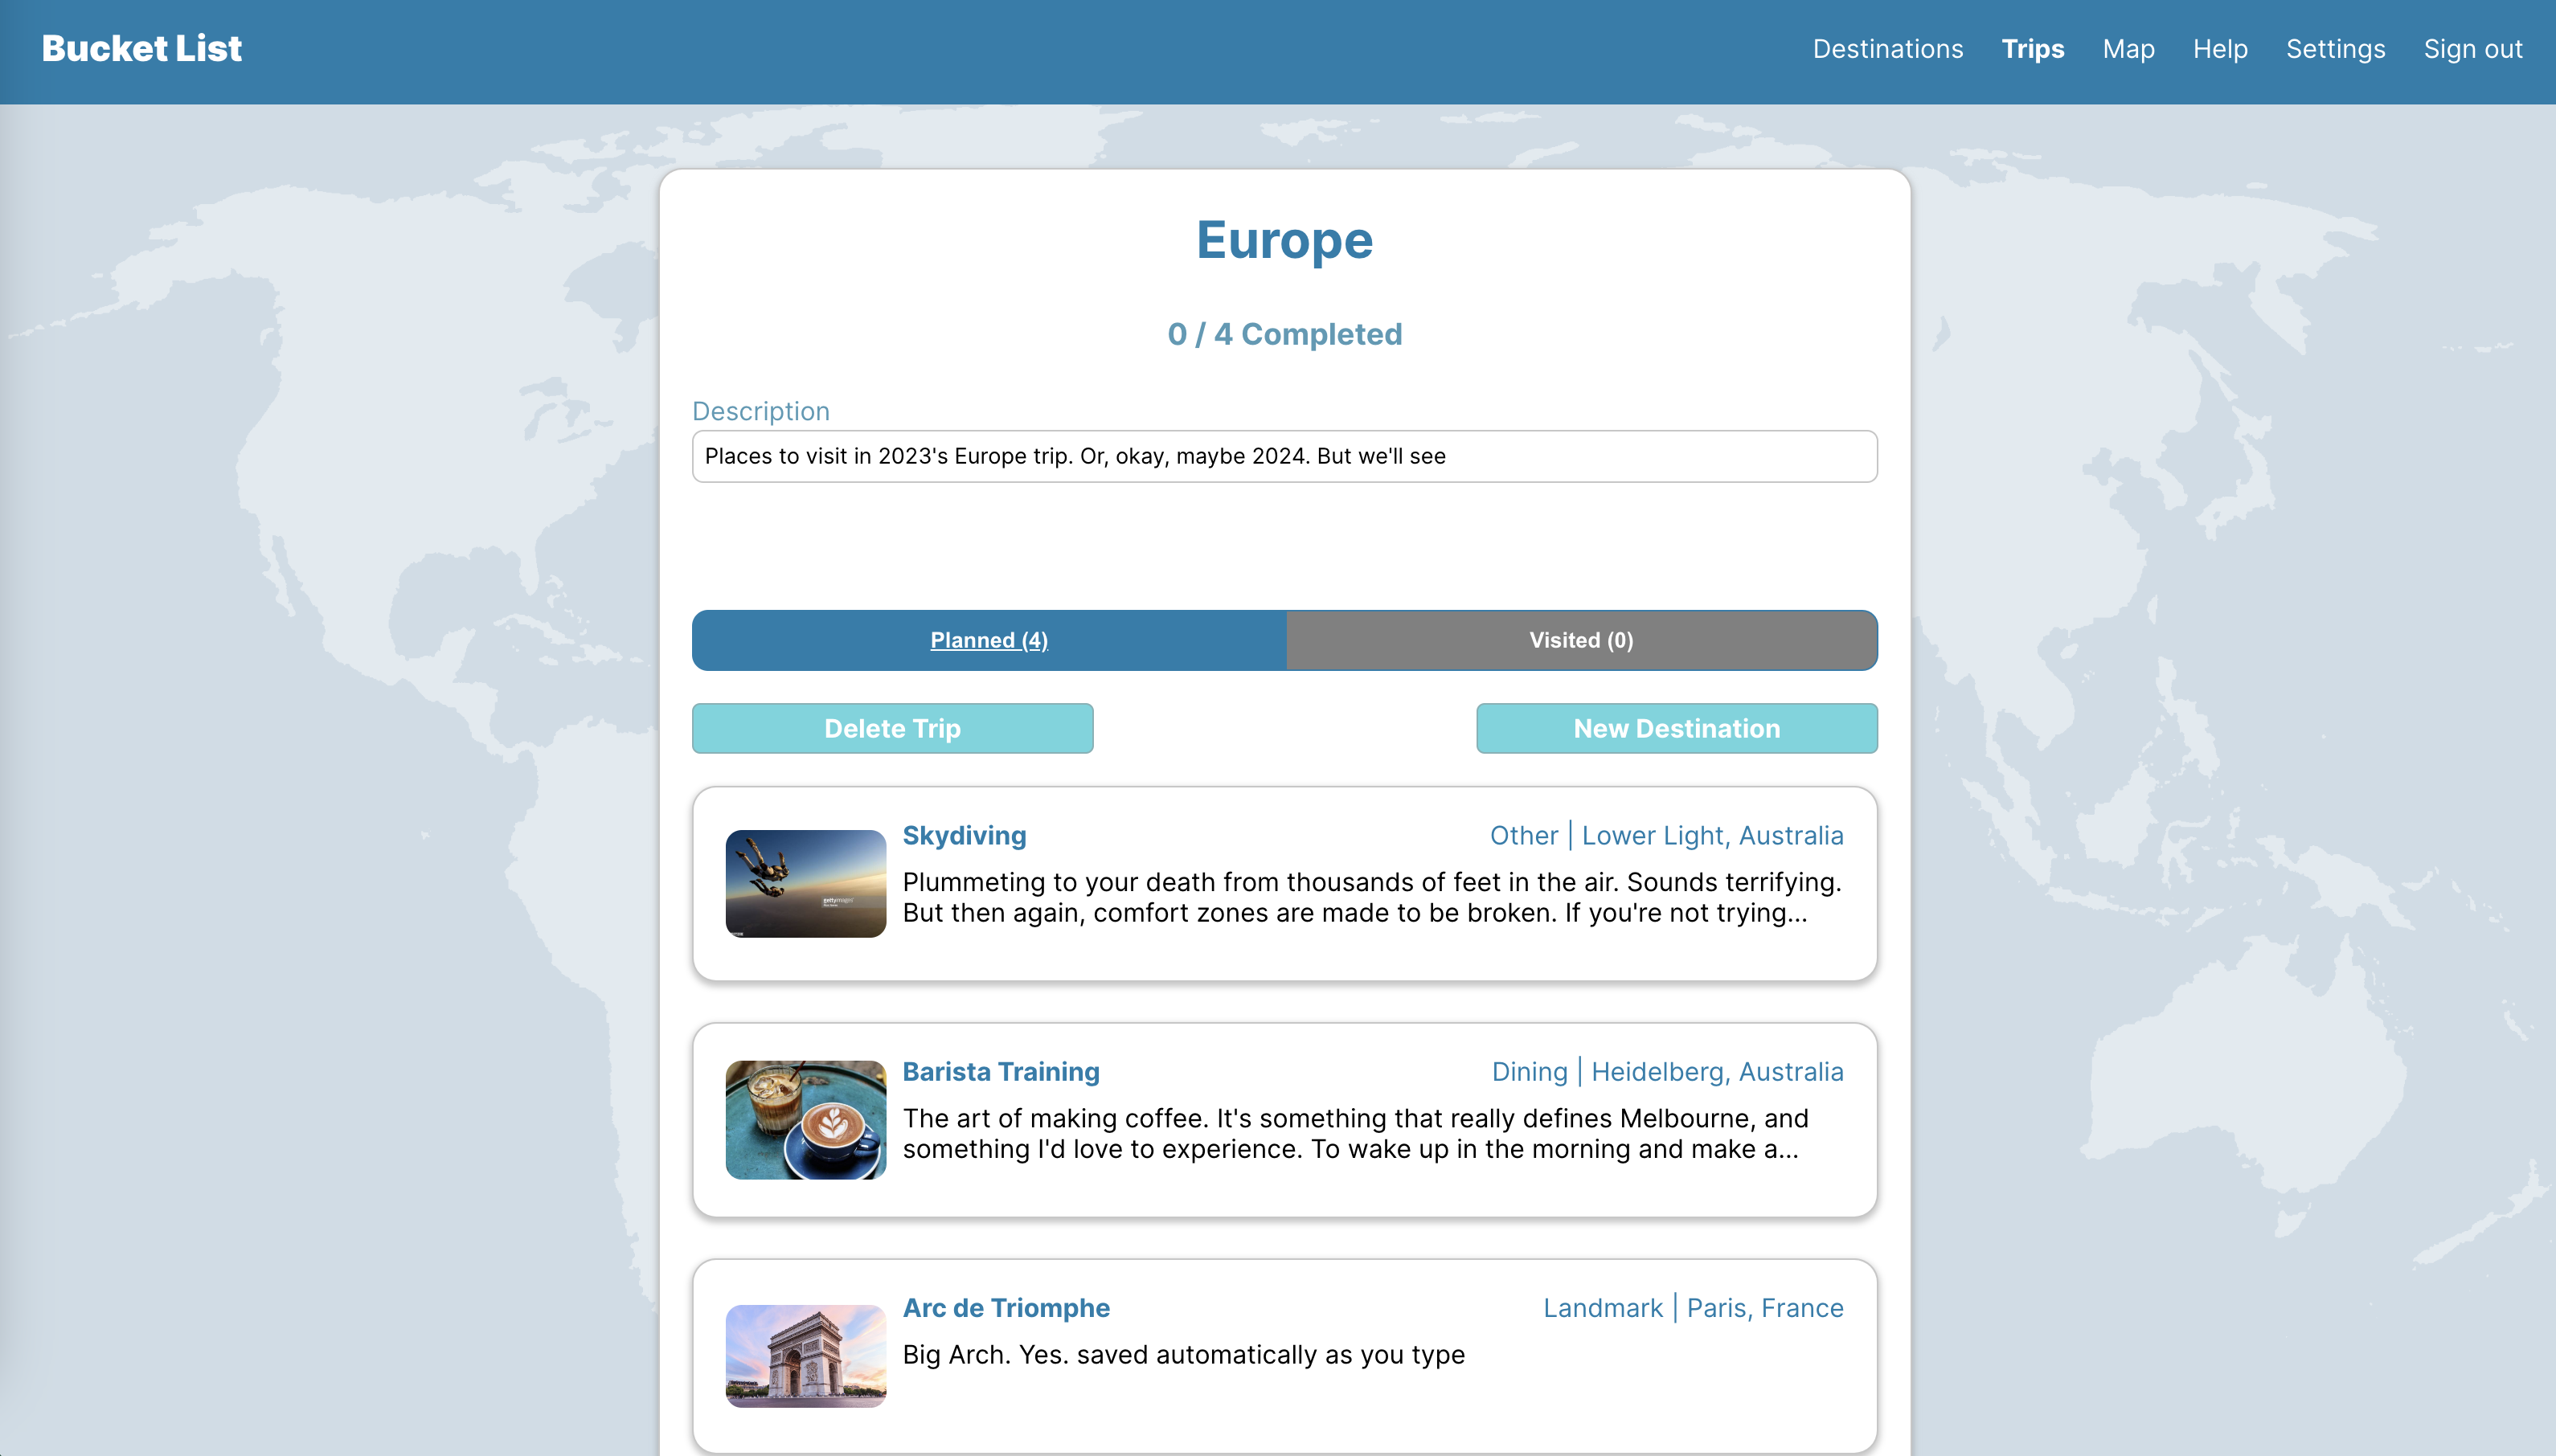 Bucket List
Destinations Trips Map Help Settings Sign out
Europe
0 / 4 Completed
Description
Places to visit in 2023's Europe trip. Or, okay, maybe 2024. But we'll see
Planned (4) Visited (0)
Delete Trip New Destination
Skydiving Other | Lower Light, Australia
Plummeting to your death from thousands of feet in the air. Sounds terrifying.
But then again, comfort zones are made to be broken. If you're not trying...
gettyimages
Barista Training Dining | Heidelberg, Australia
The art of making coffee. It's something that really defines Melbourne, and
something I'd love to experience. To wake up in the morning and make a...
Arc de Triomphe Landmark | Paris, France
Big Arch. Yes. saved automatically as you type